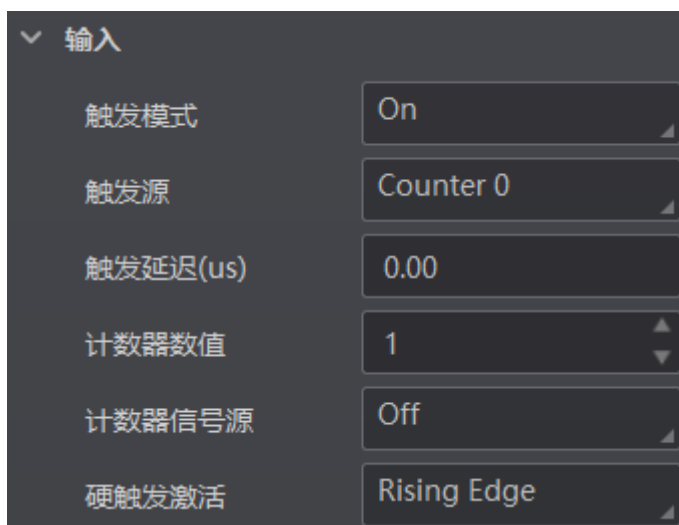 输入
触发模式 On
触发源 Counter 0
触发延迟(us) 0.00
计数器数值 1
计数器信号源 Off
硬触发激活 Rising Edge